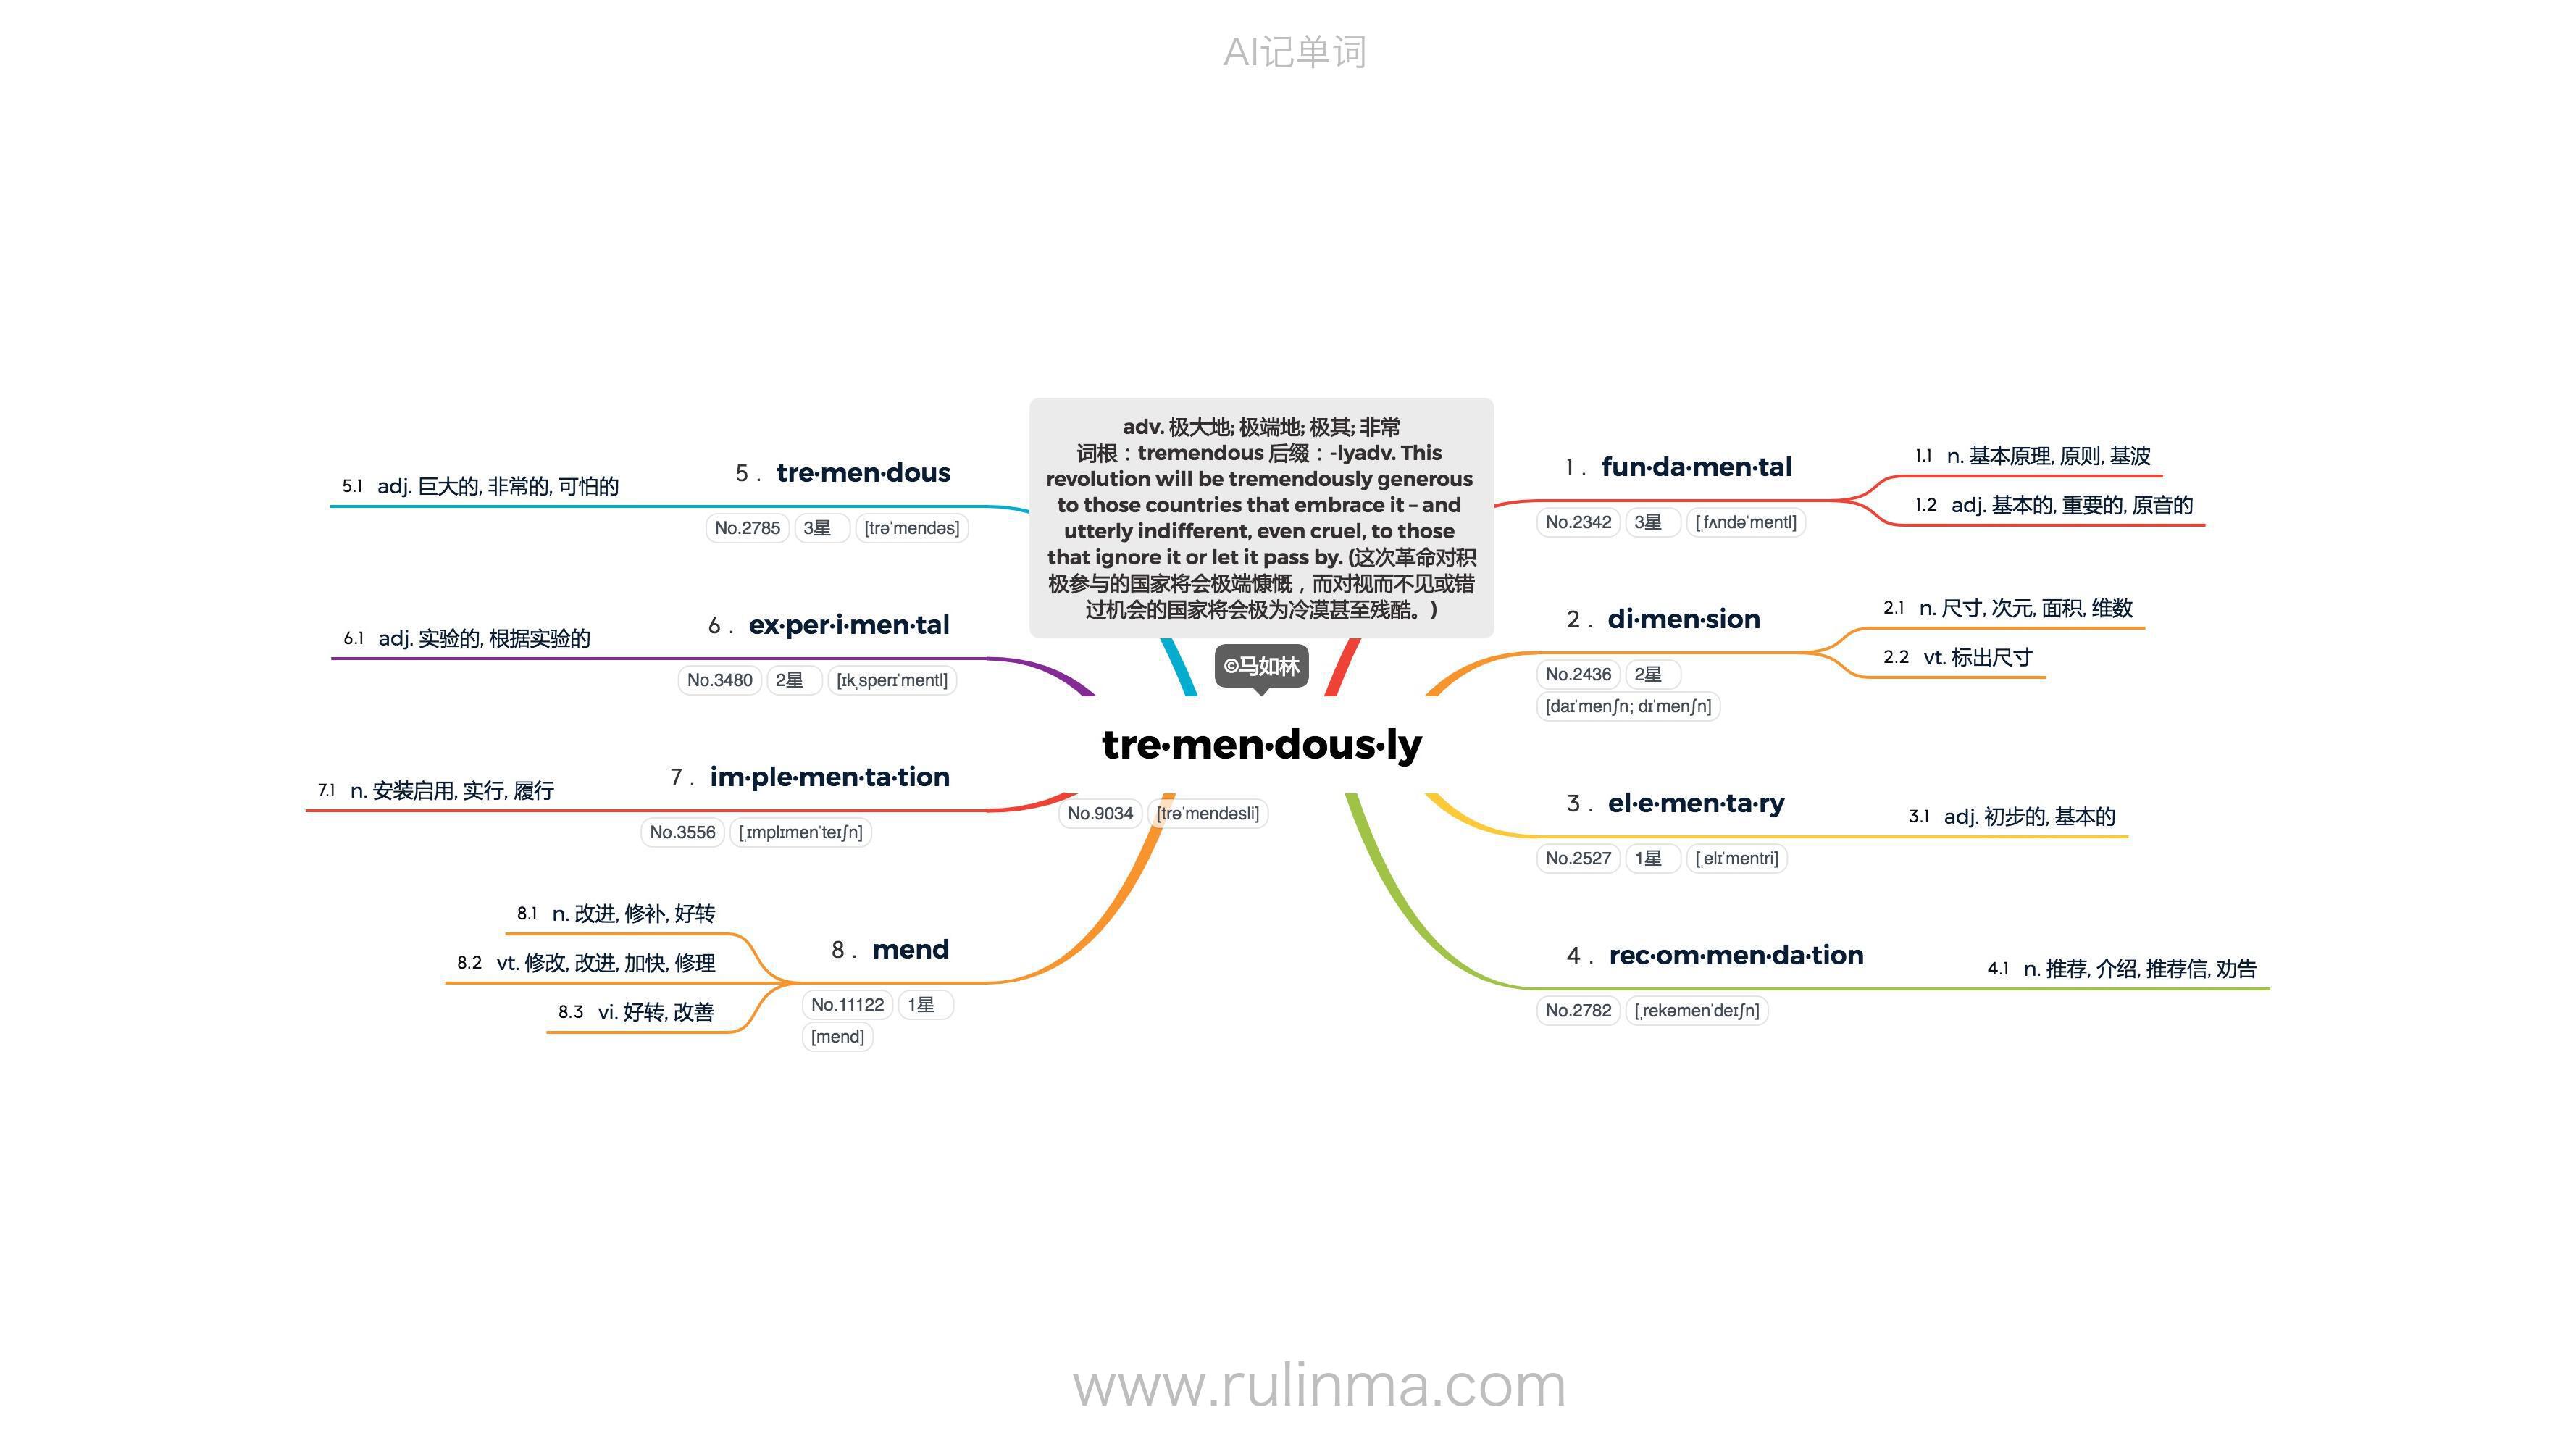 AI记单词
adv. 极大地; 极端地; 极其; 非常
词根：tremendous 后缀：-lyadv. This
revolution will be tremendously generous
to those countries that embrace it – and
utterly indifferent, even cruel, to those
that ignore it or let it pass by. (这次革命对积
极参与的国家将会极端慷慨，而对视而不见或错
过机会的国家将会极为冷漠甚至残酷。)
©马如林
tre·men·dous·ly
No.9034 [trəˈmendəsli]
1. fun·da·men·tal
No.2342 3星 [ˌfʌndəˈmentl]
1.1 n. 基本原理, 原则, 基波
1.2 adj. 基本的, 重要的, 原音的
2. di·men·sion
No.2436 2星
[daɪˈmenʃn; dɪˈmenʃn]
2.1 n. 尺寸, 次元, 面积, 维数
2.2 vt. 标出尺寸
3. el·e·men·ta·ry
No.2527 1星 [ˌelɪˈmentri]
3.1 adj. 初步的, 基本的
4. rec·om·men·da·tion
No.2782 [ˌrekəmenˈdeɪʃn]
4.1 n. 推荐, 介绍, 推荐信, 劝告
5. tre·men·dous
No.2785 3星 [trəˈmendəs]
5.1 adj. 巨大的, 非常的, 可怕的
6. ex·per·i·men·tal
No.3480 2星 [ɪkˌsperɪˈmentl]
6.1 adj. 实验的, 根据实验的
7. im·ple·men·ta·tion
No.3556 [ˌɪmplɪmenˈteɪʃn]
7.1 n. 安装启用, 实行, 履行
8. mend
No.11122 1星
[mend]
8.1 n. 改进, 修补, 好转
8.2 vt. 修改, 改进, 加快, 修理
8.3 vi. 好转, 改善
www.rulinma.com